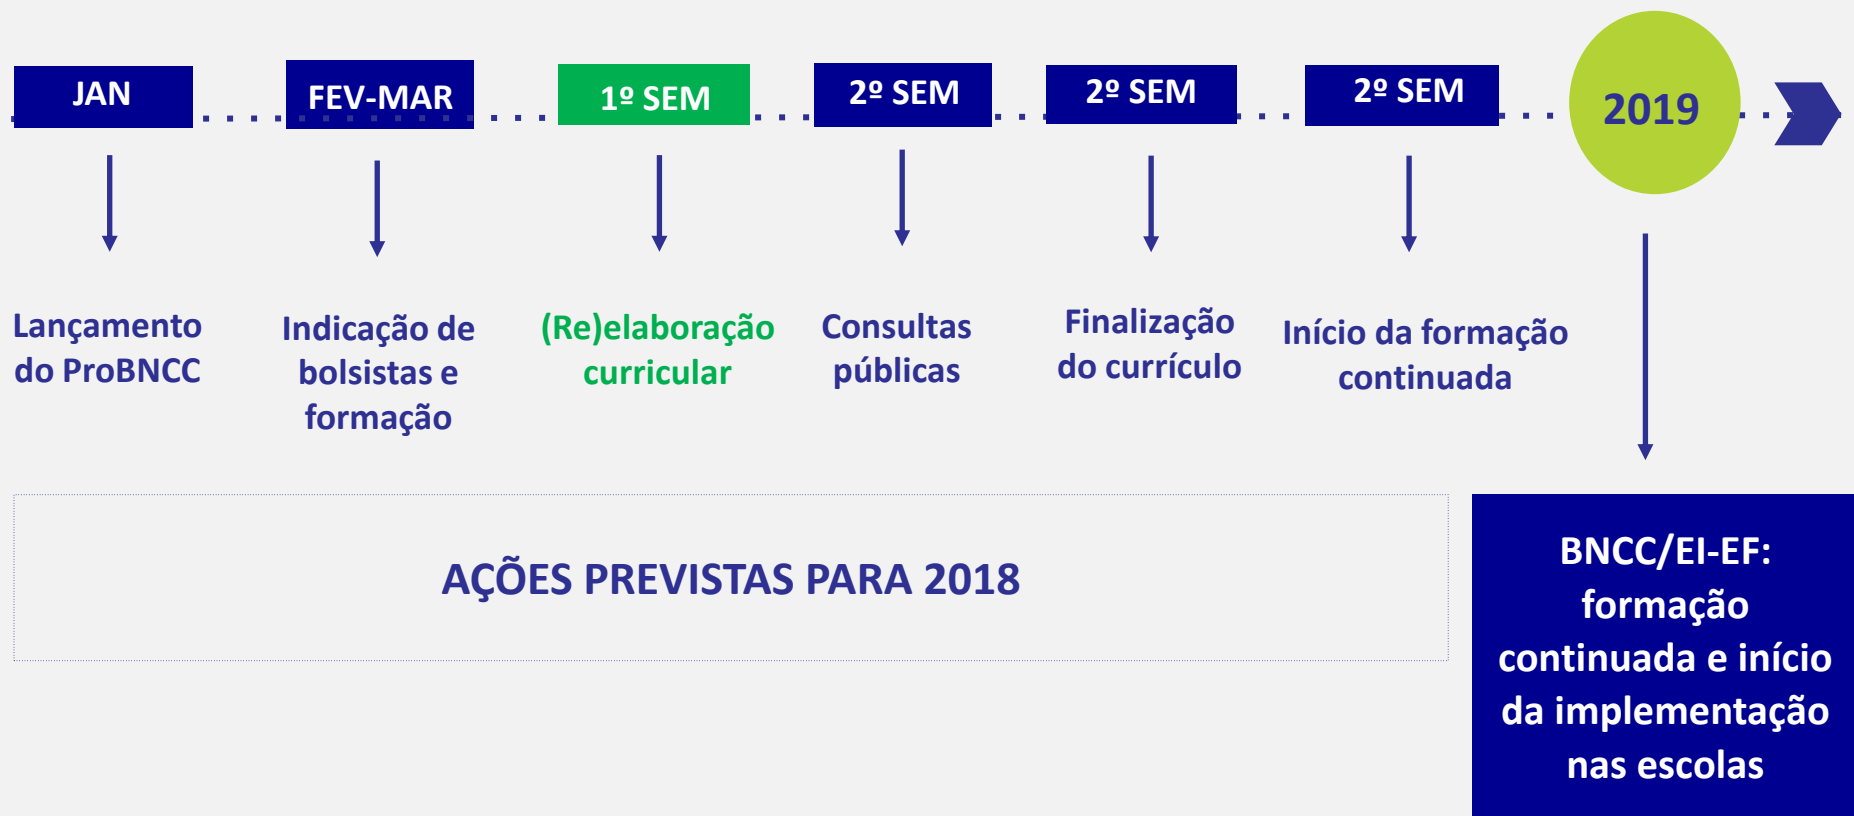 JAN
FEV-MAR
1º SEM
2º SEM
2º SEM
2º SEM
2019
Lançamento
do ProBNCC
Indicação de
bolsistas e
formação
(Re)elaboração
curricular
Consultas
públicas
Finalização
do currículo
Início da formação
continuada
AÇÕES PREVISTAS PARA 2018
BNCC/EI-EF:
formação
continuada e início
da implementação
nas escolas